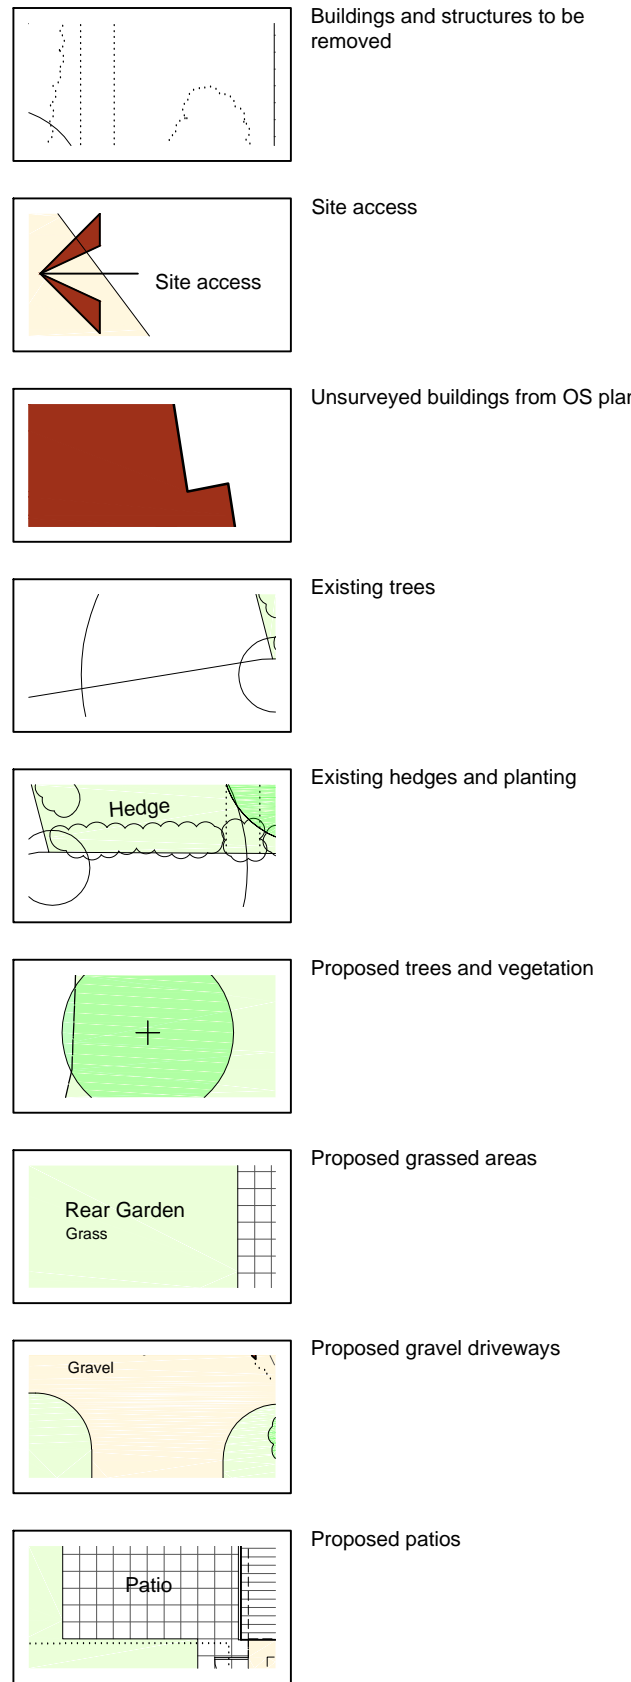 Buildings and structures to be
removed
Site access
Site access
Unsurveyed buildings from OS plan
Existing trees
Existing hedges and planting
Hedge
Proposed trees and vegetation
Proposed grassed areas
Rear Garden
Grass
Proposed gravel driveways
Gravel
Proposed patios
Patio